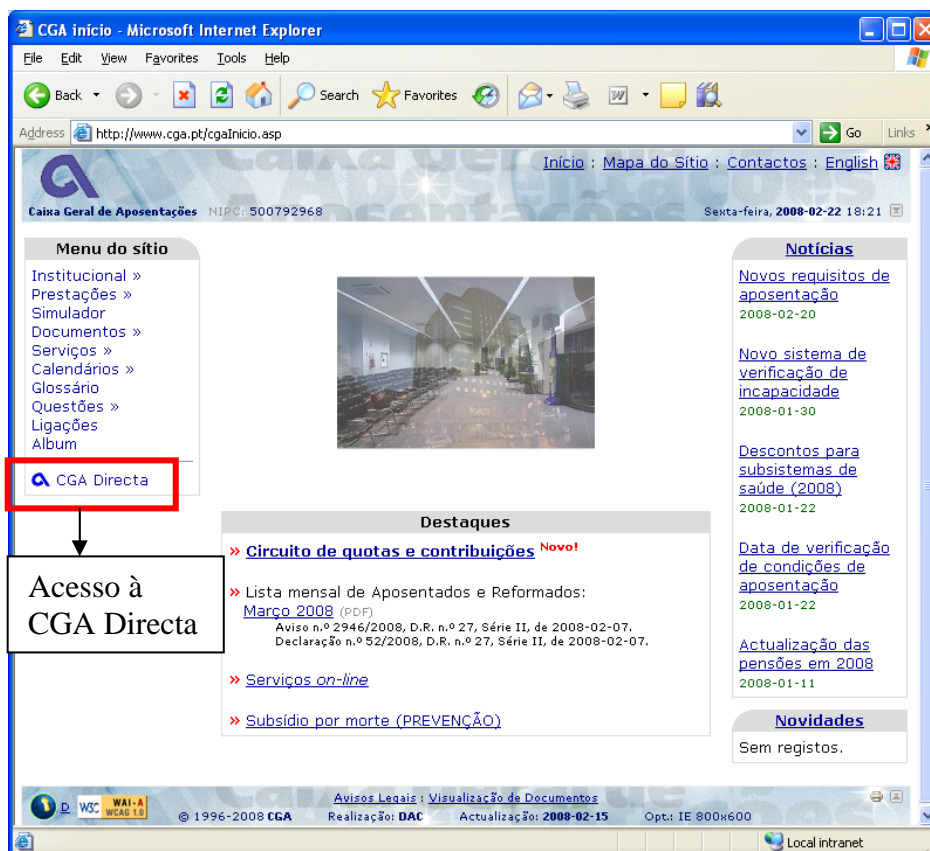 CGA início - Microsoft Internet Explorer
File Edit View Favorites Tools Help
Back Search Favorites
Address http://www.cga.pt/cgaInicio.asp Go Links
Início : Mapa do Sítio : Contactos : English
Caixa Geral de Aposentações NIPC: 500792968 Sexta-feira, 2008-02-22 18:21
Menu do sítio
Institucional »
Prestações »
Simulador
Documentos »
Serviços »
Calendários »
Glossário
Questões »
Ligações
Album
CGA Directa
Acesso à
CGA Directa
Destaques
» Circuito de quotas e contribuições Novo!
» Lista mensal de Aposentados e Reformados:
Março 2008 (PDF)
Aviso n.º 2946/2008, D.R. n.º 27, Série II, de 2008-02-07.
Declaração n.º 52/2008, D.R. n.º 27, Série II, de 2008-02-07.
» Serviços on-line
» Subsídio por morte (PREVENÇÃO)
Notícias
Novos requisitos de
aposentação
2008-02-20
Novo sistema de
verificação de
incapacidade
2008-01-30
Descontos para
subsistemas de
saúde (2008)
2008-01-22
Data de verificação
de condições de
aposentação
2008-01-22
Actualização das
pensões em 2008
2008-01-11
Novidades
Sem registos.
D W3C WAI-A WCAG 1.0
Avisos Legais : Visualização de Documentos
© 1996-2008 CGA Realização: DAC Actualização: 2008-02-15 Opt.: IE 800x600
Local intranet